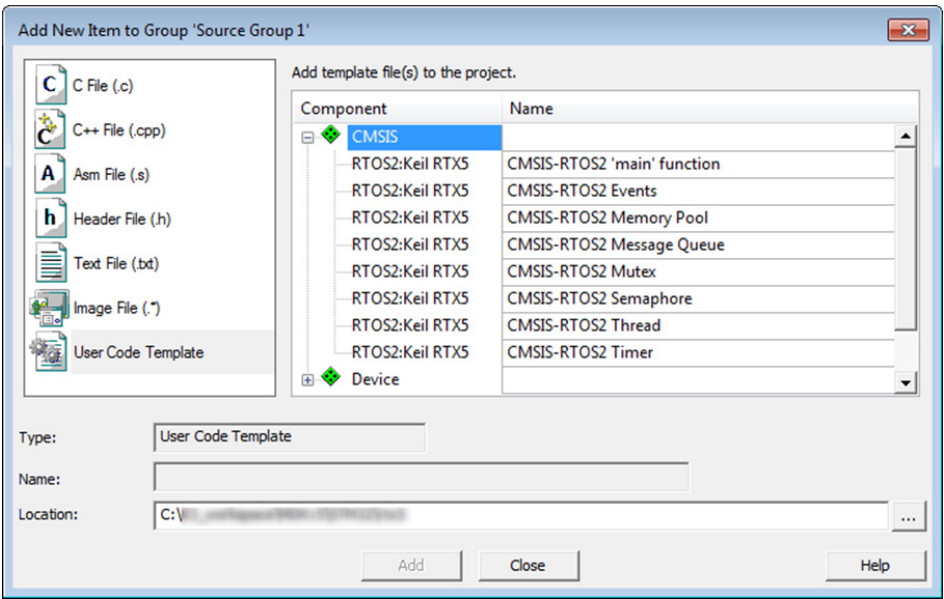 Add New Item to Group 'Source Group 1'
C File (.c)
C++ File (.cpp)
Asm File (.s)
Header File (.h)
Text File (.txt)
Image File (.*)
User Code Template
Add template file(s) to the project.
Component Name
CMSIS
RTOS2:Keil RTX5 CMSIS-RTOS2 'main' function
RTOS2:Keil RTX5 CMSIS-RTOS2 Events
RTOS2:Keil RTX5 CMSIS-RTOS2 Memory Pool
RTOS2:Keil RTX5 CMSIS-RTOS2 Message Queue
RTOS2:Keil RTX5 CMSIS-RTOS2 Mutex
RTOS2:Keil RTX5 CMSIS-RTOS2 Semaphore
RTOS2:Keil RTX5 CMSIS-RTOS2 Thread
RTOS2:Keil RTX5 CMSIS-RTOS2 Timer
Device
Type: User Code Template
Name:
Location: C:\
...
Add Close Help